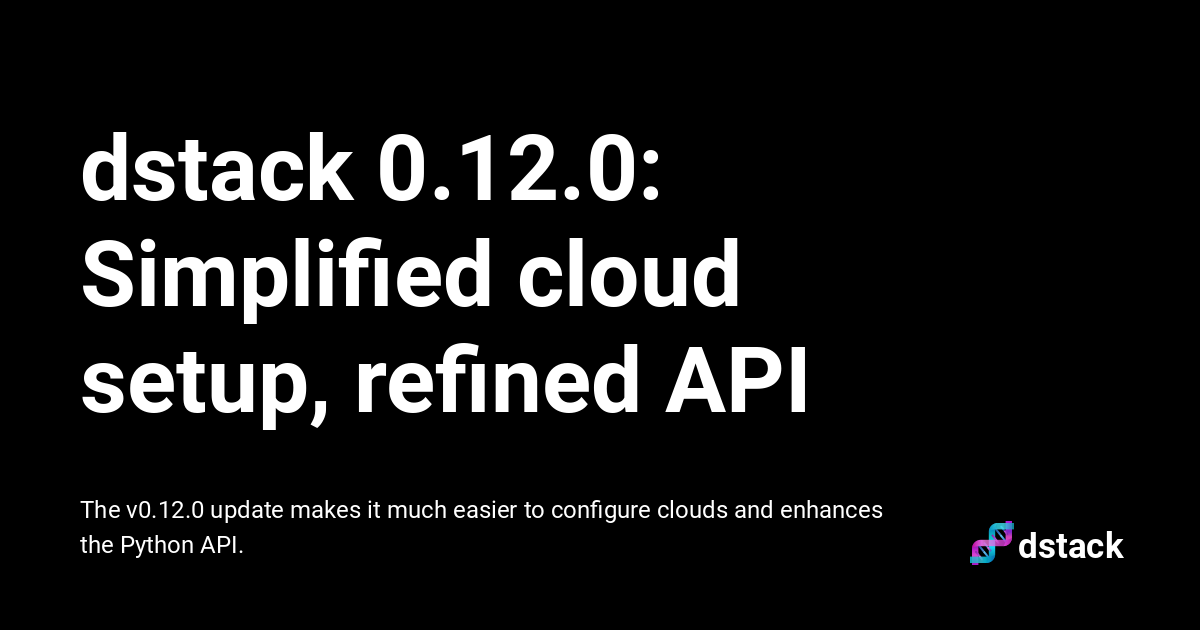 dstack 0.12.0:
Simplified cloud
setup, refined API
The v0.12.0 update makes it much easier to configure clouds and enhances
the Python API.
dstack